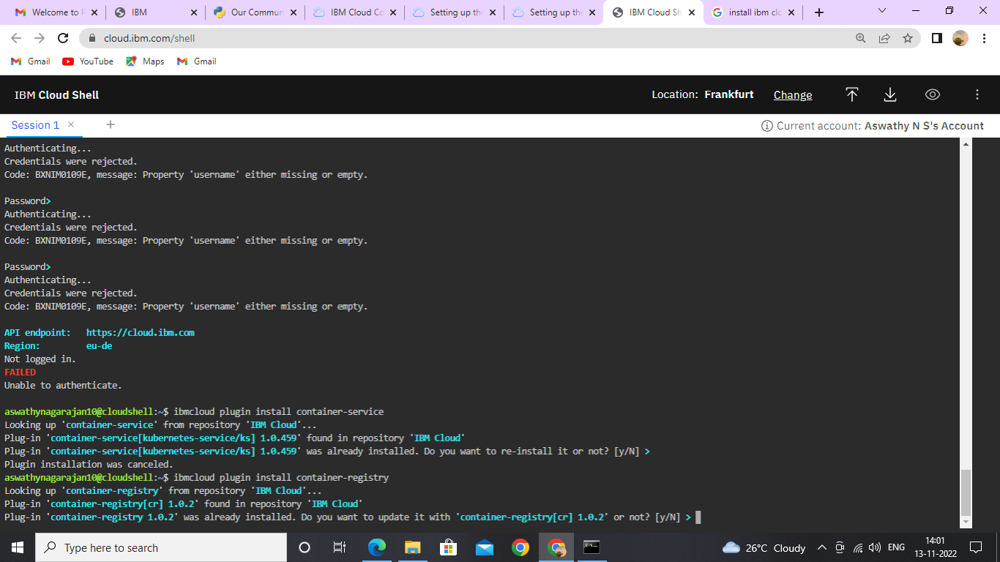 Welcome to P
IBM
Our Commun
IBM Cloud Co
Setting up the
Setting up the
IBM Cloud Sh
install ibm clo
cloud.ibm.com/shell
Gmail
YouTube
Maps
Gmail
IBM Cloud Shell
Location: Frankfurt Change
Session 1
Current account: Aswathy N S's Account
Authenticating...
Credentials were rejected.
Code: BXNIM0109E, message: Property 'username' either missing or empty.
Password>
Authenticating...
Credentials were rejected.
Code: BXNIM0109E, message: Property 'username' either missing or empty.
Password>
Authenticating...
Credentials were rejected.
Code: BXNIM0109E, message: Property 'username' either missing or empty.
API endpoint: https://cloud.ibm.com
Region: eu-de
Not logged in.
FAILED
Unable to authenticate.
aswathynagarajan10@cloudshell:~$ ibmcloud plugin install container-service
Looking up 'container-service' from repository 'IBM Cloud'...
Plug-in 'container-service[kubernetes-service/ks] 1.0.459' found in repository 'IBM Cloud'
Plug-in 'container-service[kubernetes-service/ks] 1.0.459' was already installed. Do you want to re-install it or not? [y/N] >
Plugin installation was canceled.
aswathynagarajan10@cloudshell:~$ ibmcloud plugin install container-registry
Looking up 'container-registry' from repository 'IBM Cloud'...
Plug-in 'container-registry[cr] 1.0.2' found in repository 'IBM Cloud'
Plug-in 'container-registry 1.0.2' was already installed. Do you want to update it with 'container-registry[cr] 1.0.2' or not? [y/N] >
Type here to search
26°C Cloudy
ENG
14:01
13-11-2022